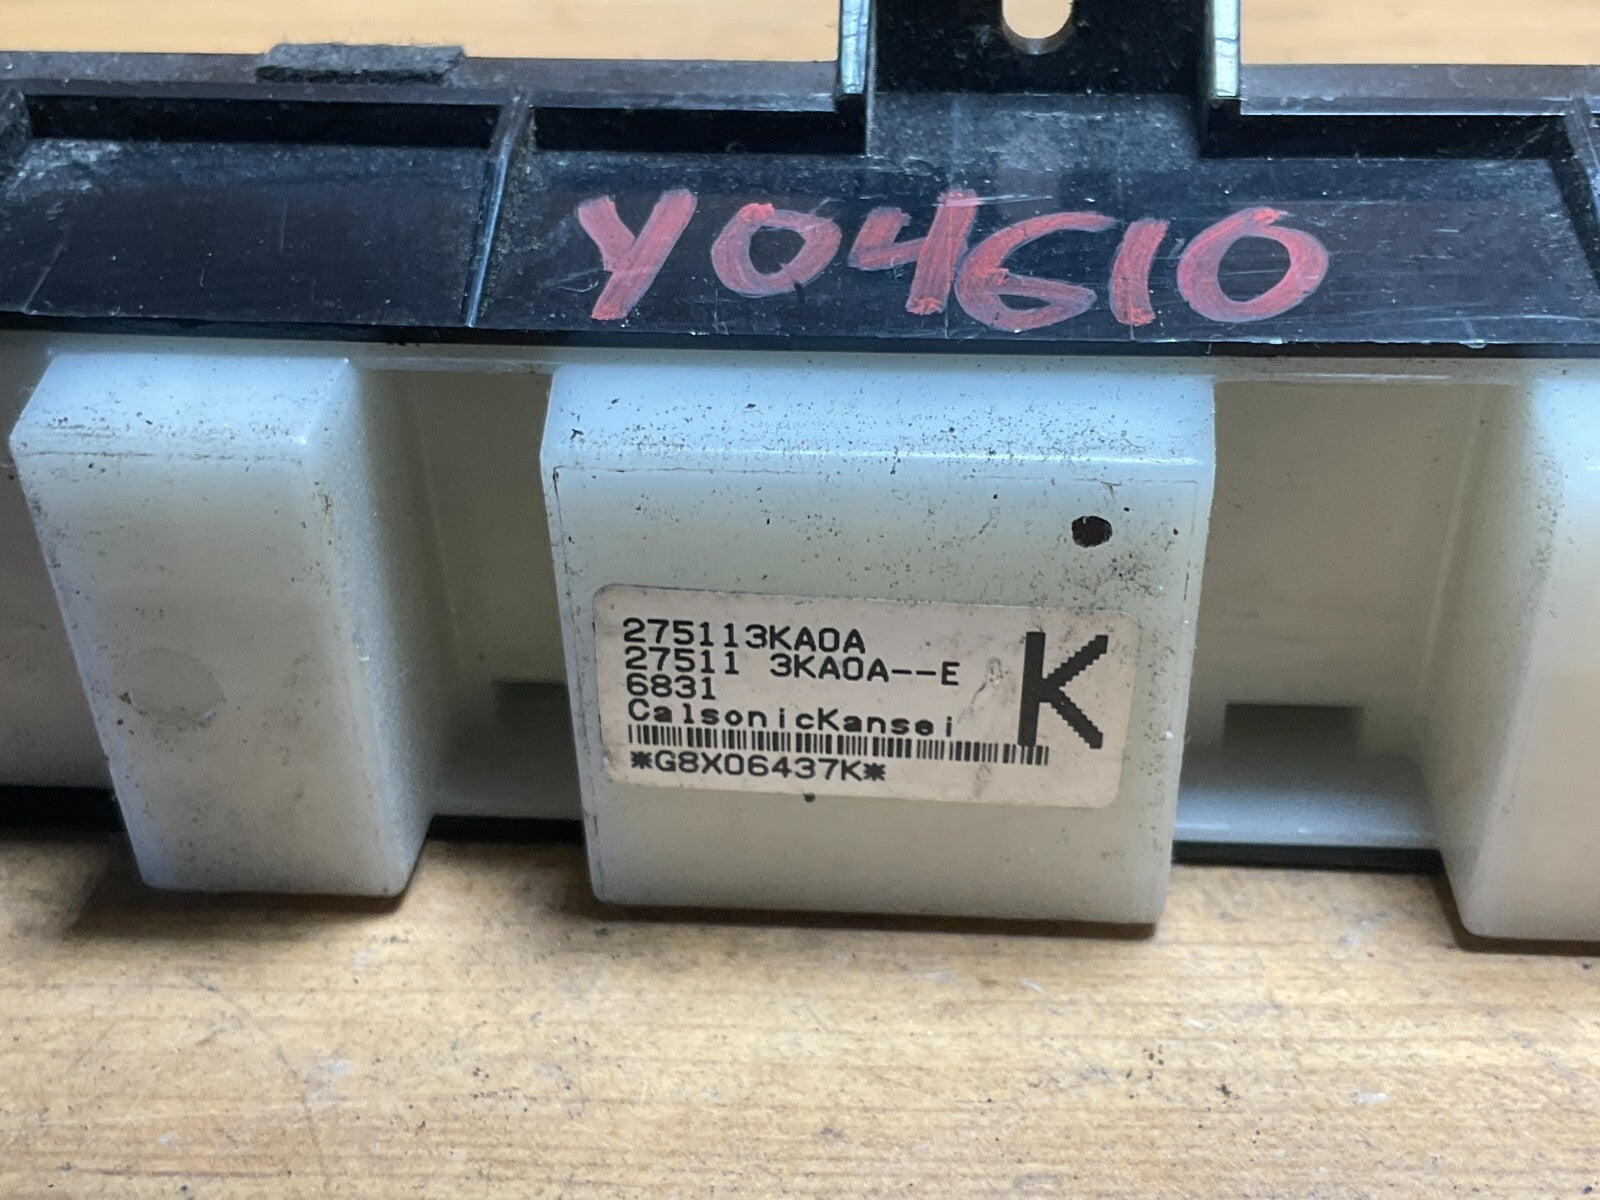 Y04610
275113KA0A
27511 3KA0A--E
6831
CalsonicKansei
*G8X06437K*
K